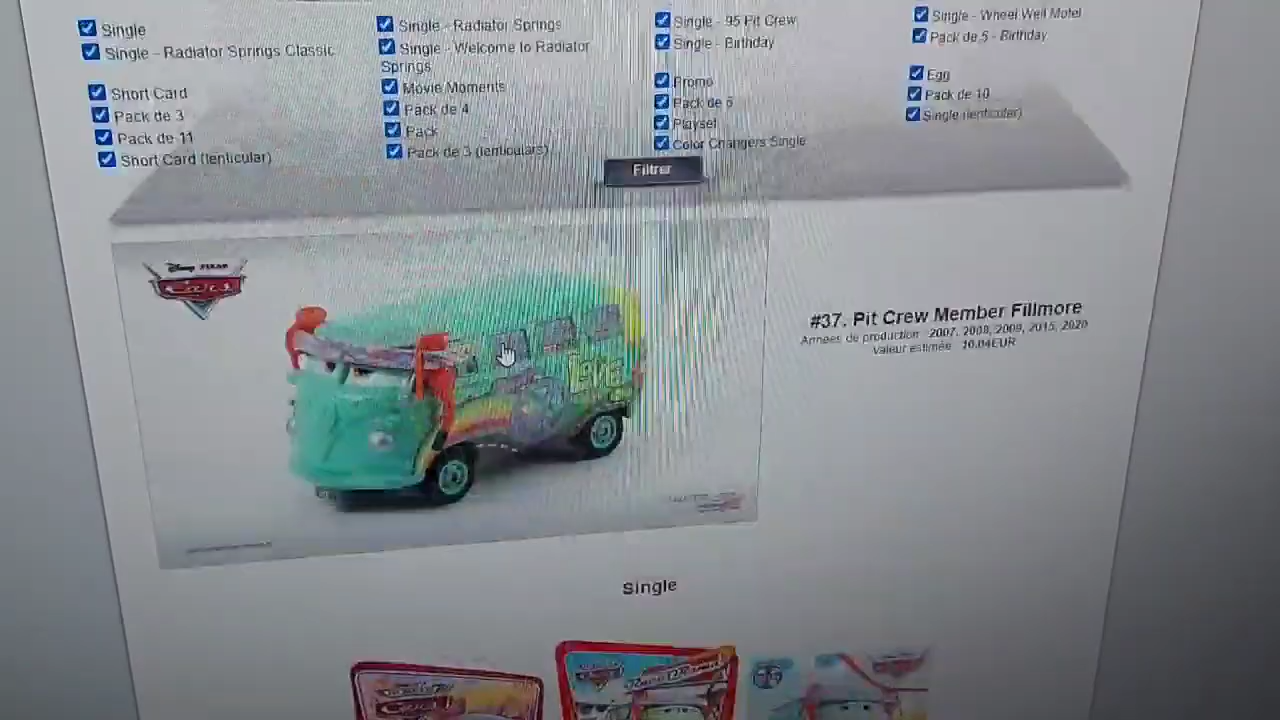 Single
Single - Radiator Springs
Single - 95 Pit Crew
Single - Wheel Well Motel
Single - Radiator Springs Classic
Single - Welcome to Radiator
Springs
Single - Birthday
Pack de 5 - Birthday
Short Card
Movie Moments
Promo
Egg
Pack de 3
Pack de 4
Pack de 10
Pack de 11
Pack
Playset
Single (lenticular)
Short Card (lenticular)
Pack de 3 (lenticulars)
Color Changers Single
Filtrer
Disney PIXAR
Cars
#37. Pit Crew Member Fillmore
Années de production : 2007, 2008, 2009, 2015, 2020
Valeur estimée : 10.04EUR
Love
Single